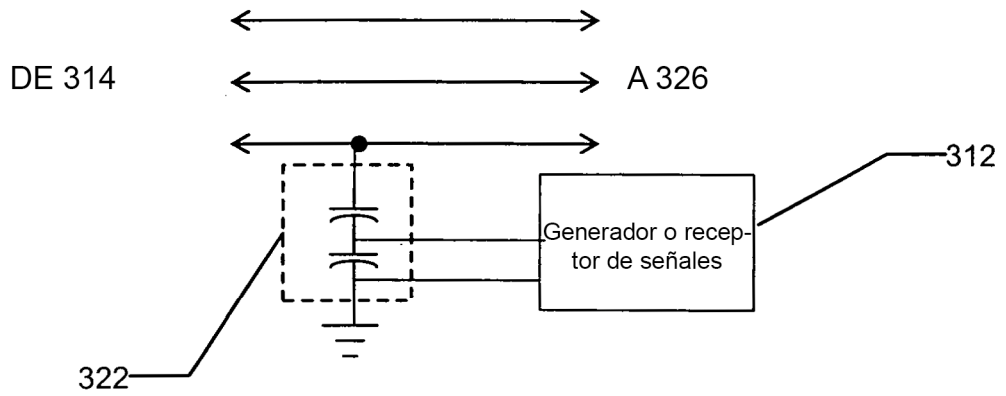 DE 314
A 326
312
Generador o recep-
tor de señales
322